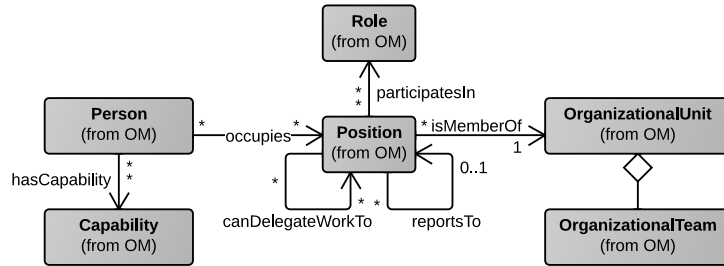 Role
(from OM)
*
*
participatesIn
Person
(from OM)
*
occupies
*
Position
(from OM)
*
isMemberOf
1
OrganizationalUnit
(from OM)
*
*
hasCapability
*
*
canDelegateWorkTo
0..1
*
reportsTo
Capability
(from OM)
OrganizationalTeam
(from OM)